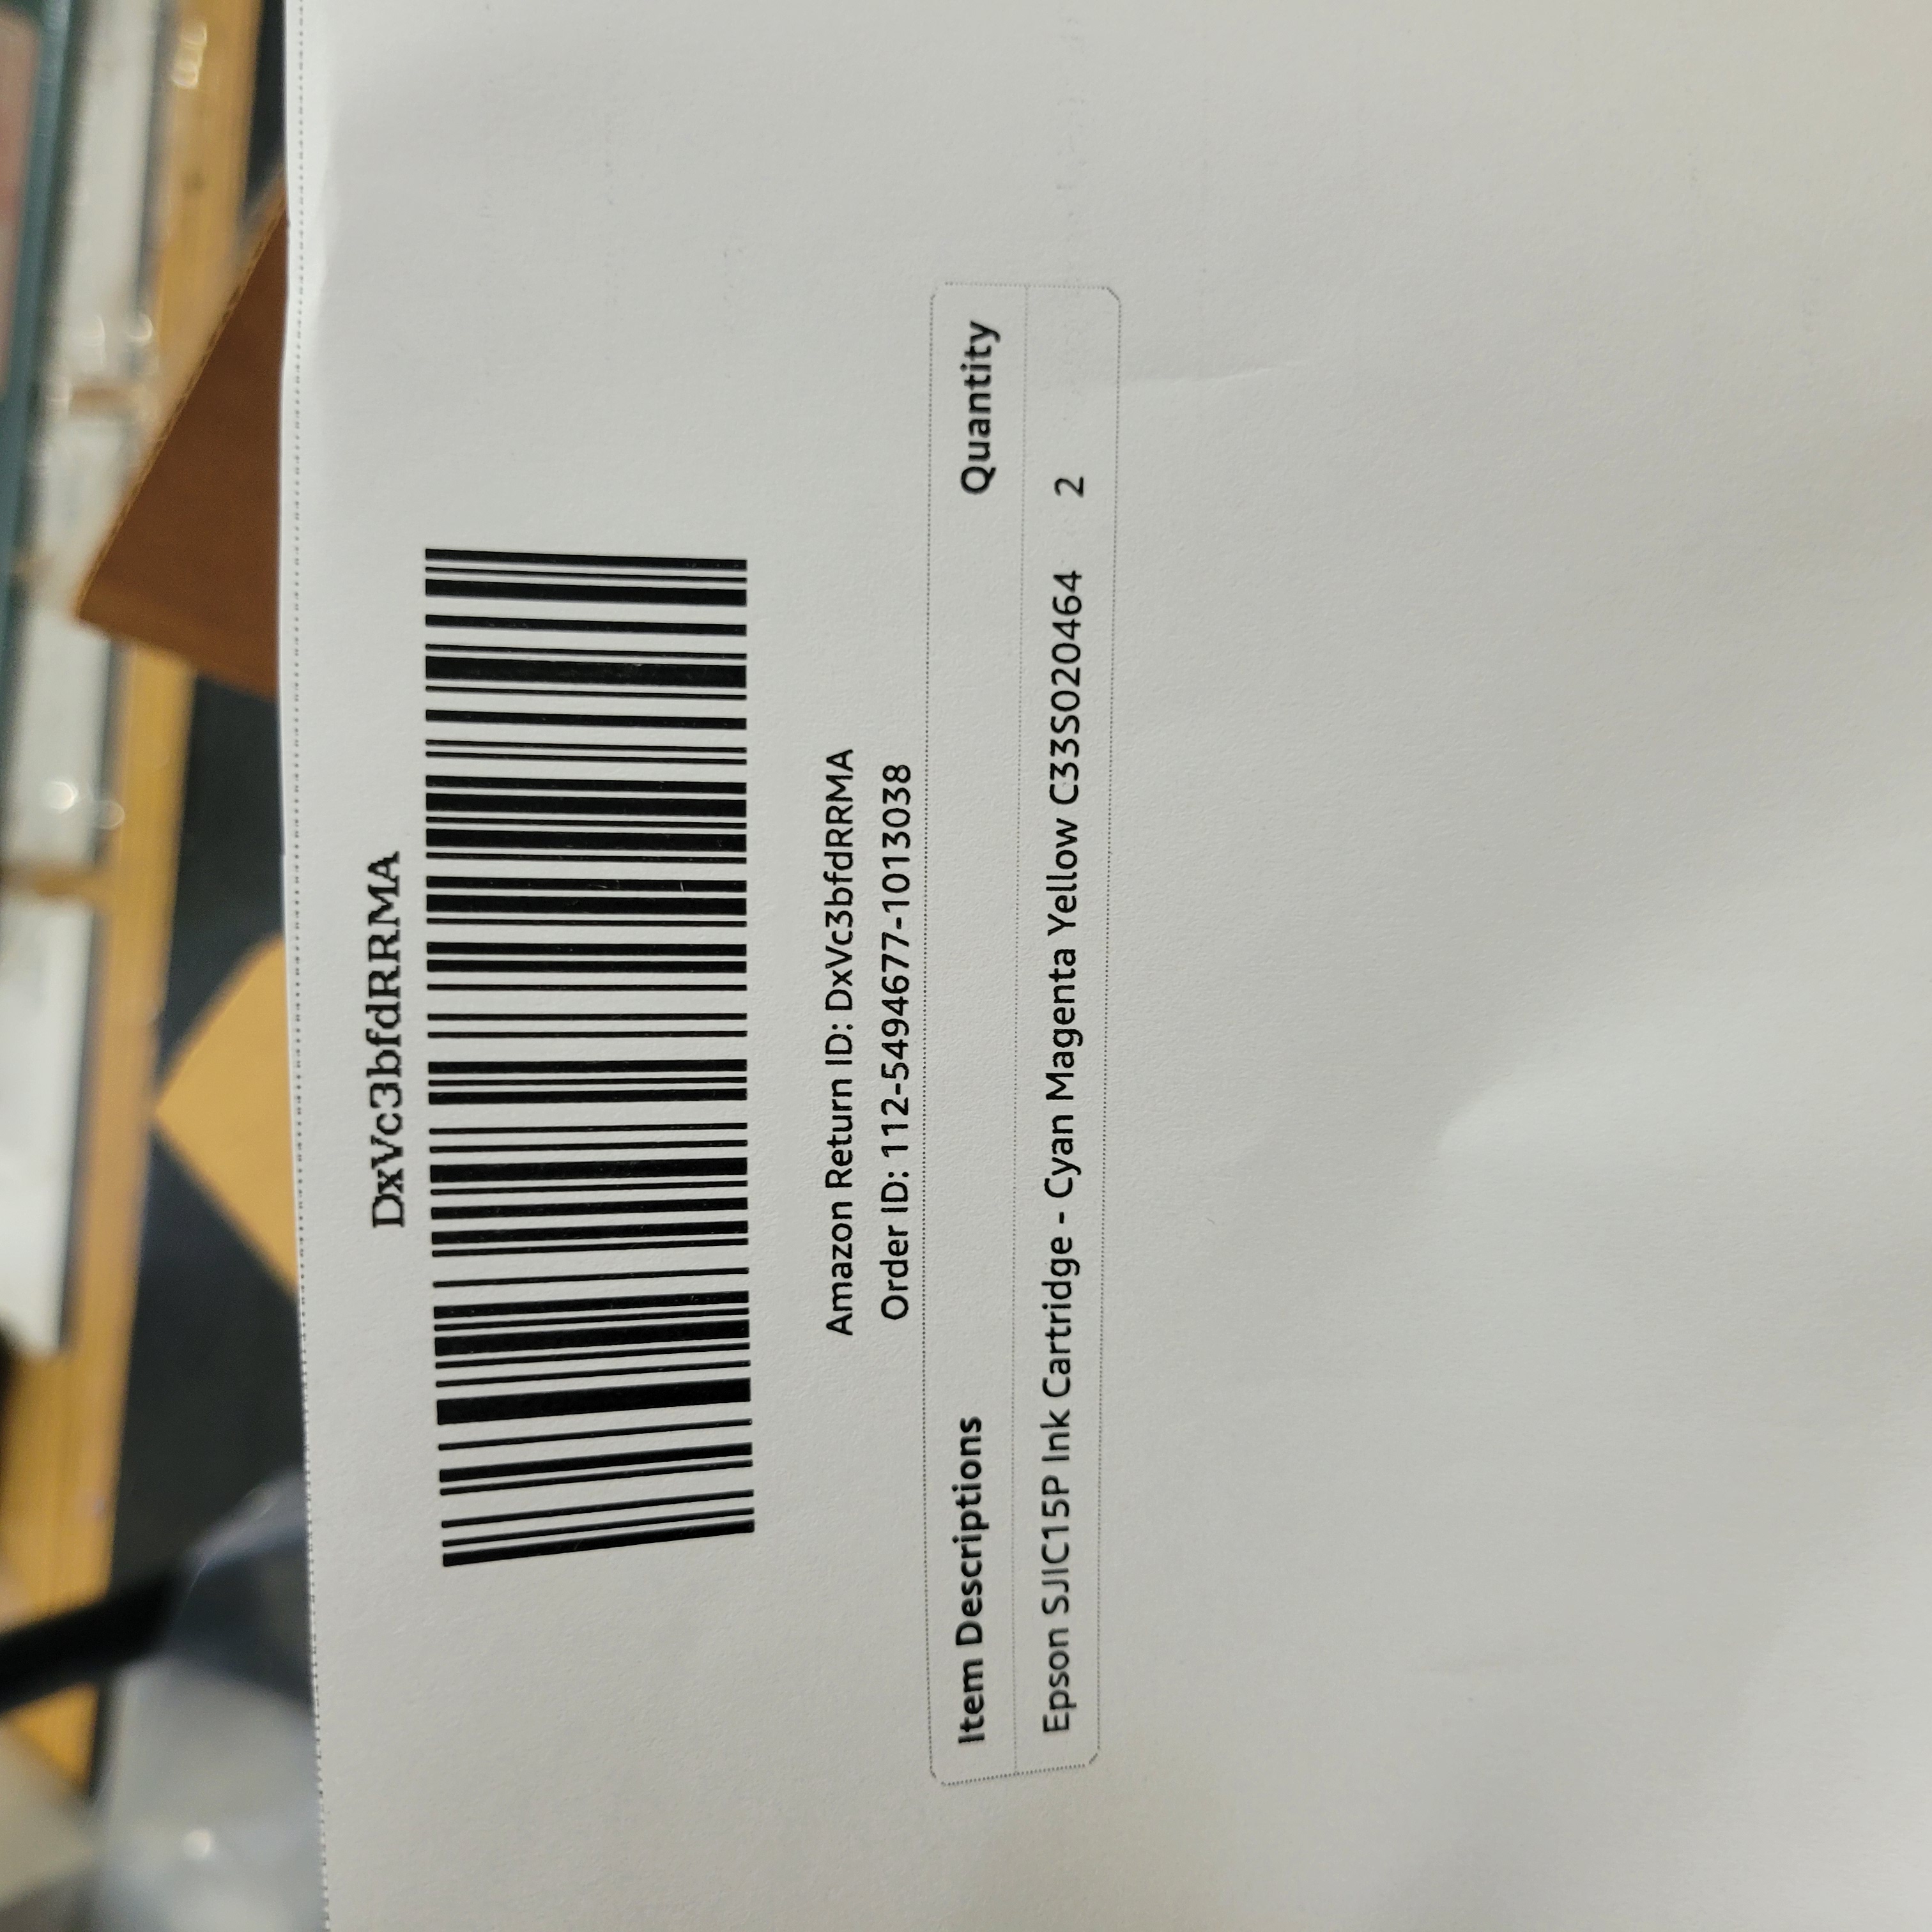 DxVc3bfdRRMA
Amazon Return ID: DxVc3bfdRRMA
Order ID: 112-5494677-1013038
Item Descriptions Quantity
Epson SJIC15P Ink Cartridge - Cyan Magenta Yellow C33S020464 2